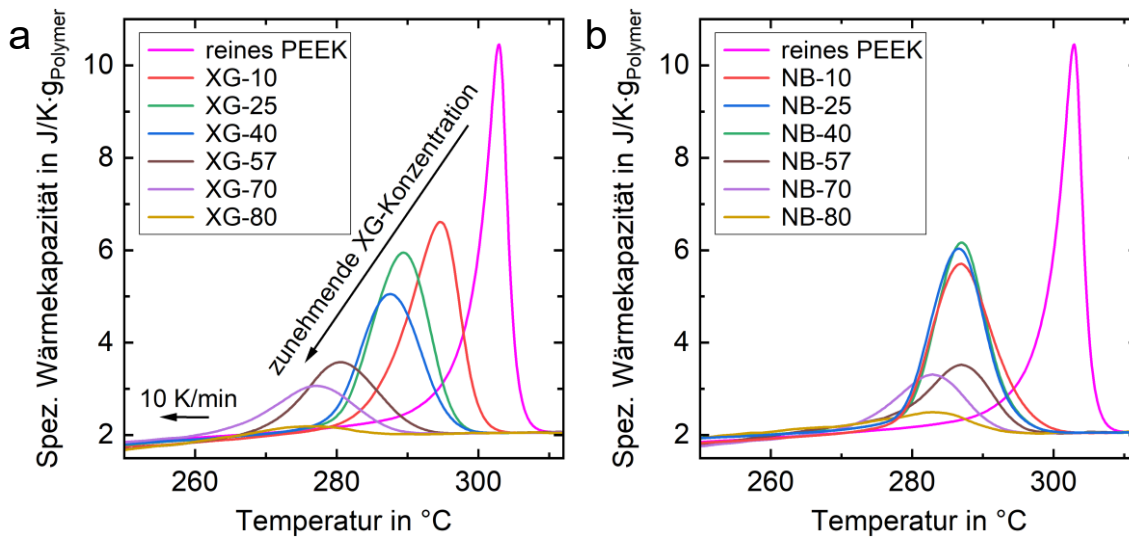 a
Spez. Wärmekapazität in J/K·gPolymer
10
8
6
4
2
reines PEEK
XG-10
XG-25
XG-40
XG-57
XG-70
XG-80
zunehmende XG-Konzentration
10 K/min
260
280
300
Temperatur in °C
b
Spez. Wärmekapazität in J/K·gPolymer
10
8
6
4
2
reines PEEK
NB-10
NB-25
NB-40
NB-57
NB-70
NB-80
260
280
300
Temperatur in °C